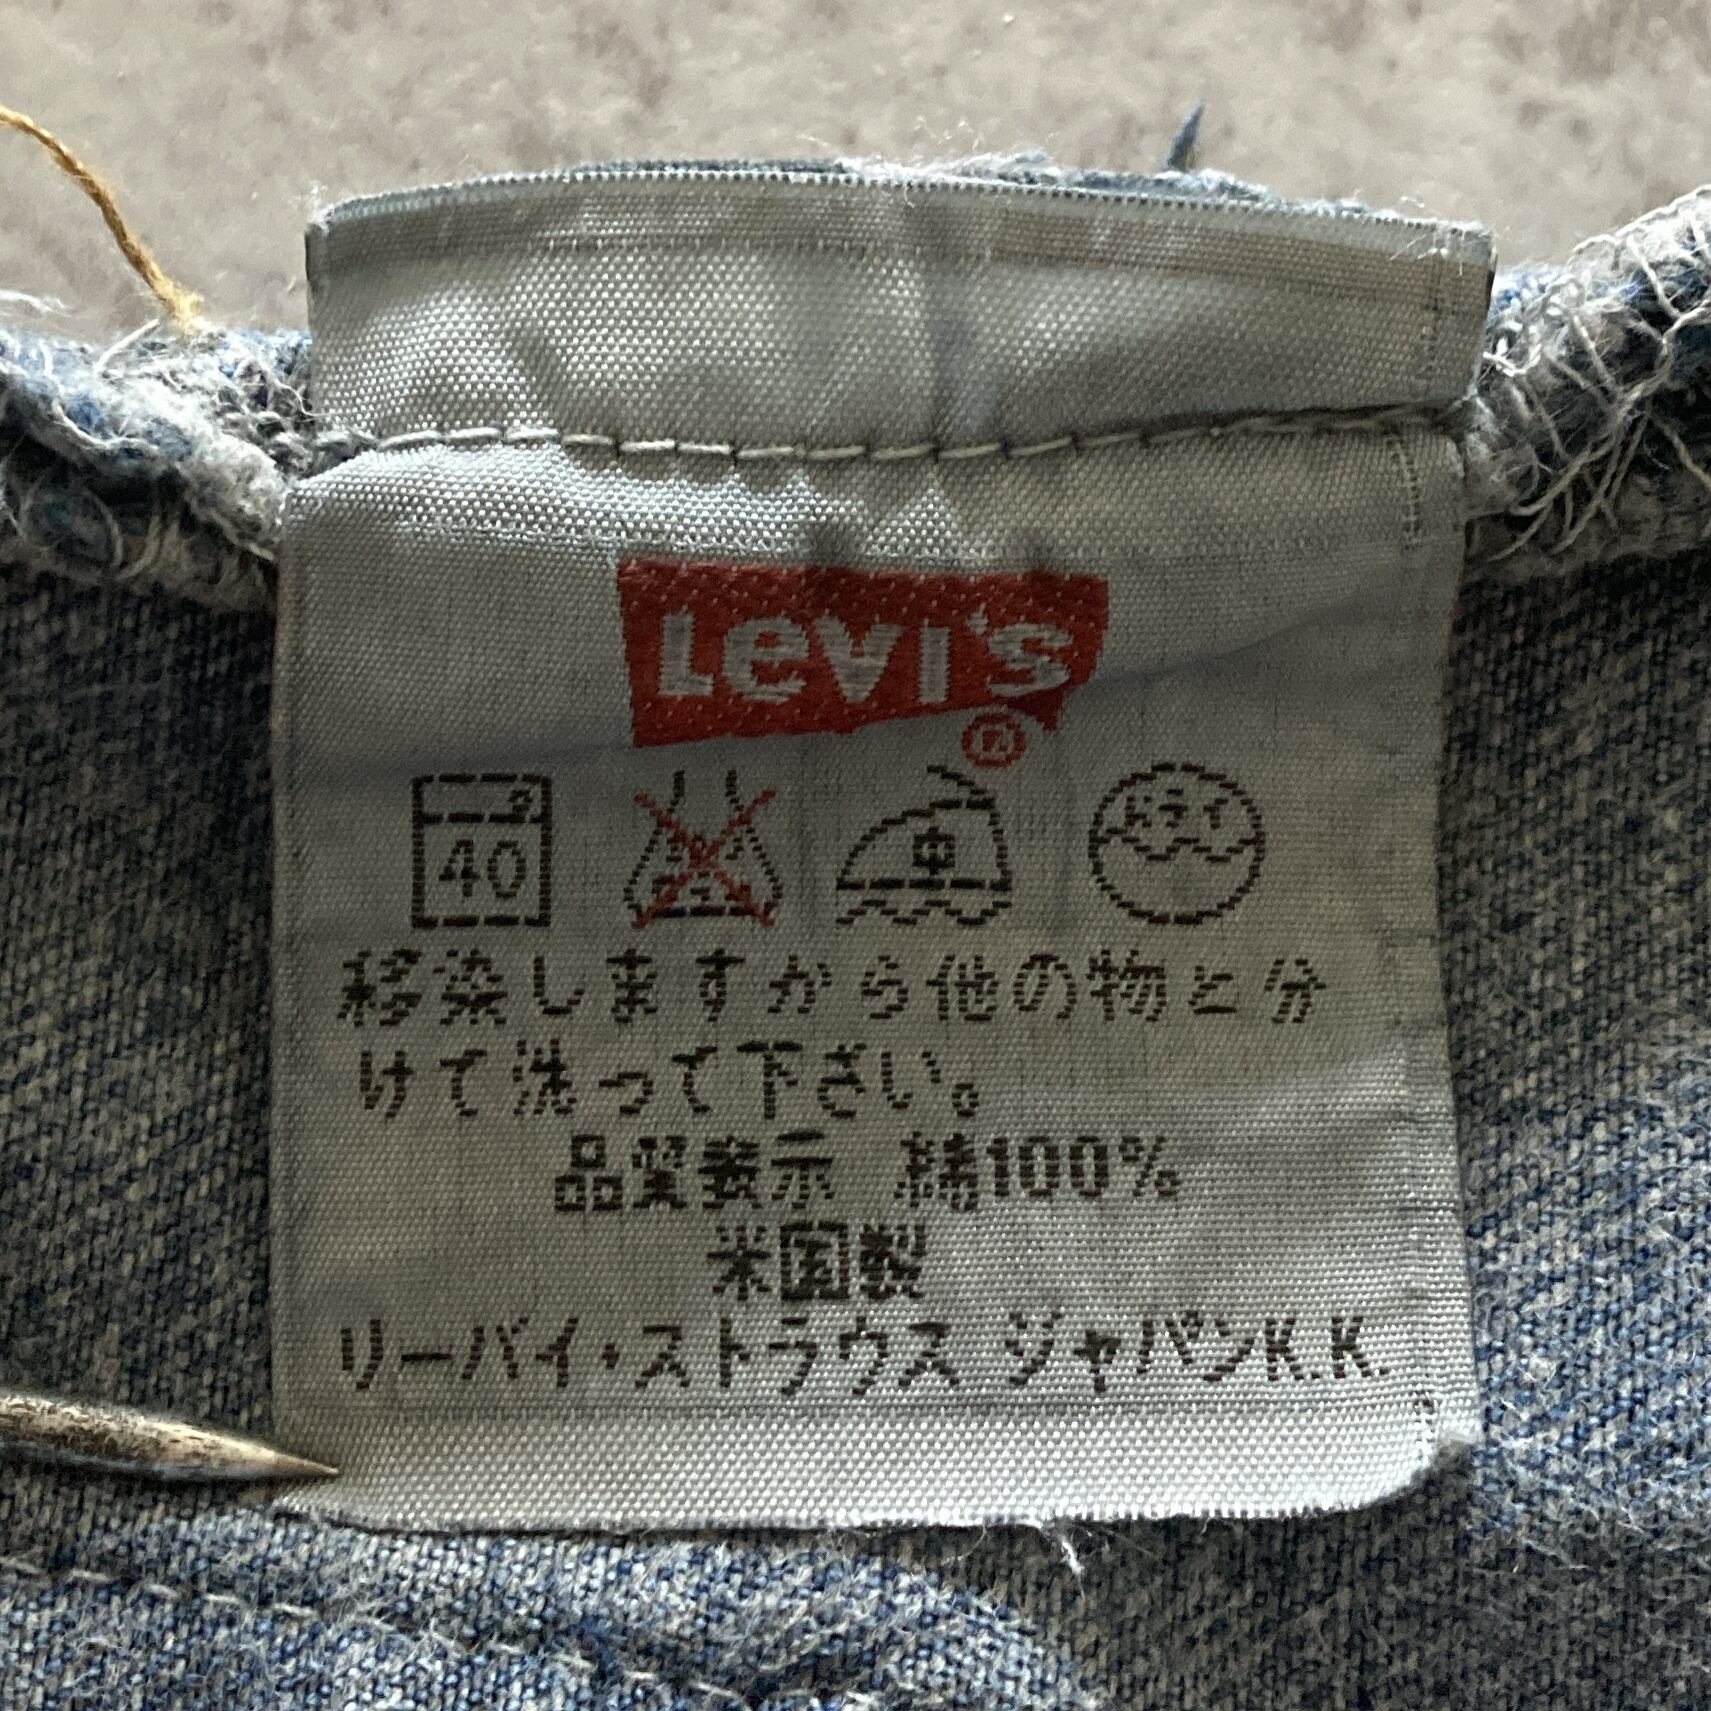 Levi's ®
40 中 ドライ
移染しますから他の物と分
けて洗って下さい。
品質表示 綿100%
米国製
リーバイ・ストラウス ジャパンK.K.